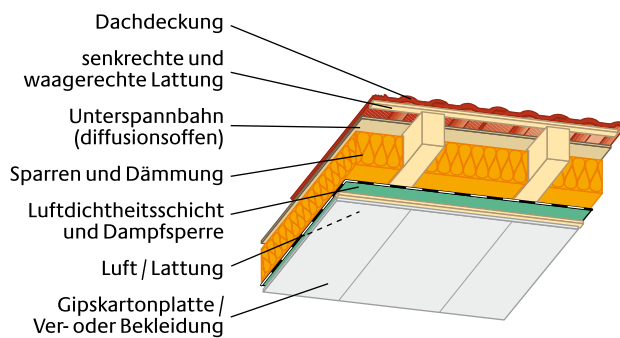 Dachdeckung
senkrechte und
waagerechte Lattung
Unterspannbahn
(diffusionsoffen)
Sparren und Dämmung
Luftdichtheitsschicht
und Dampfsperre
Luft / Lattung
Gipskartonplatte /
Ver- oder Bekleidung